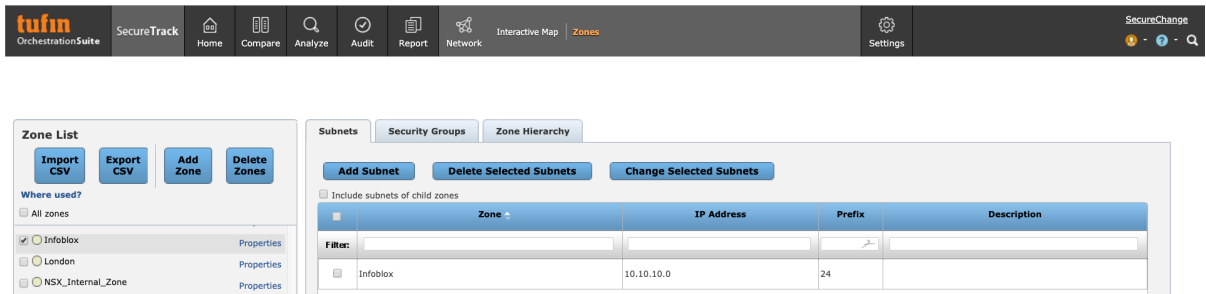 tufin
OrchestrationSuite
SecureTrack
Home
Compare
Analyze
Audit
Report
Network
Interactive Map
Zones
Settings
SecureChange
Zone List
Import CSV
Export CSV
Add Zone
Delete Zones
Where used?
All zones
Infoblox Properties
London Properties
NSX_Internal_Zone Properties
Subnets
Security Groups
Zone Hierarchy
Add Subnet
Delete Selected Subnets
Change Selected Subnets
Include subnets of child zones
Zone IP Address Prefix Description
Filter:
Infoblox 10.10.10.0 24